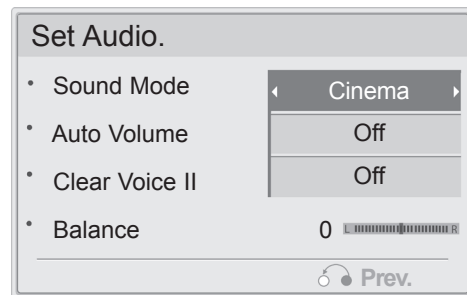 Set Audio.
• Sound Mode Cinema
• Auto Volume Off
• Clear Voice II Off
• Balance 0 L R
Prev.